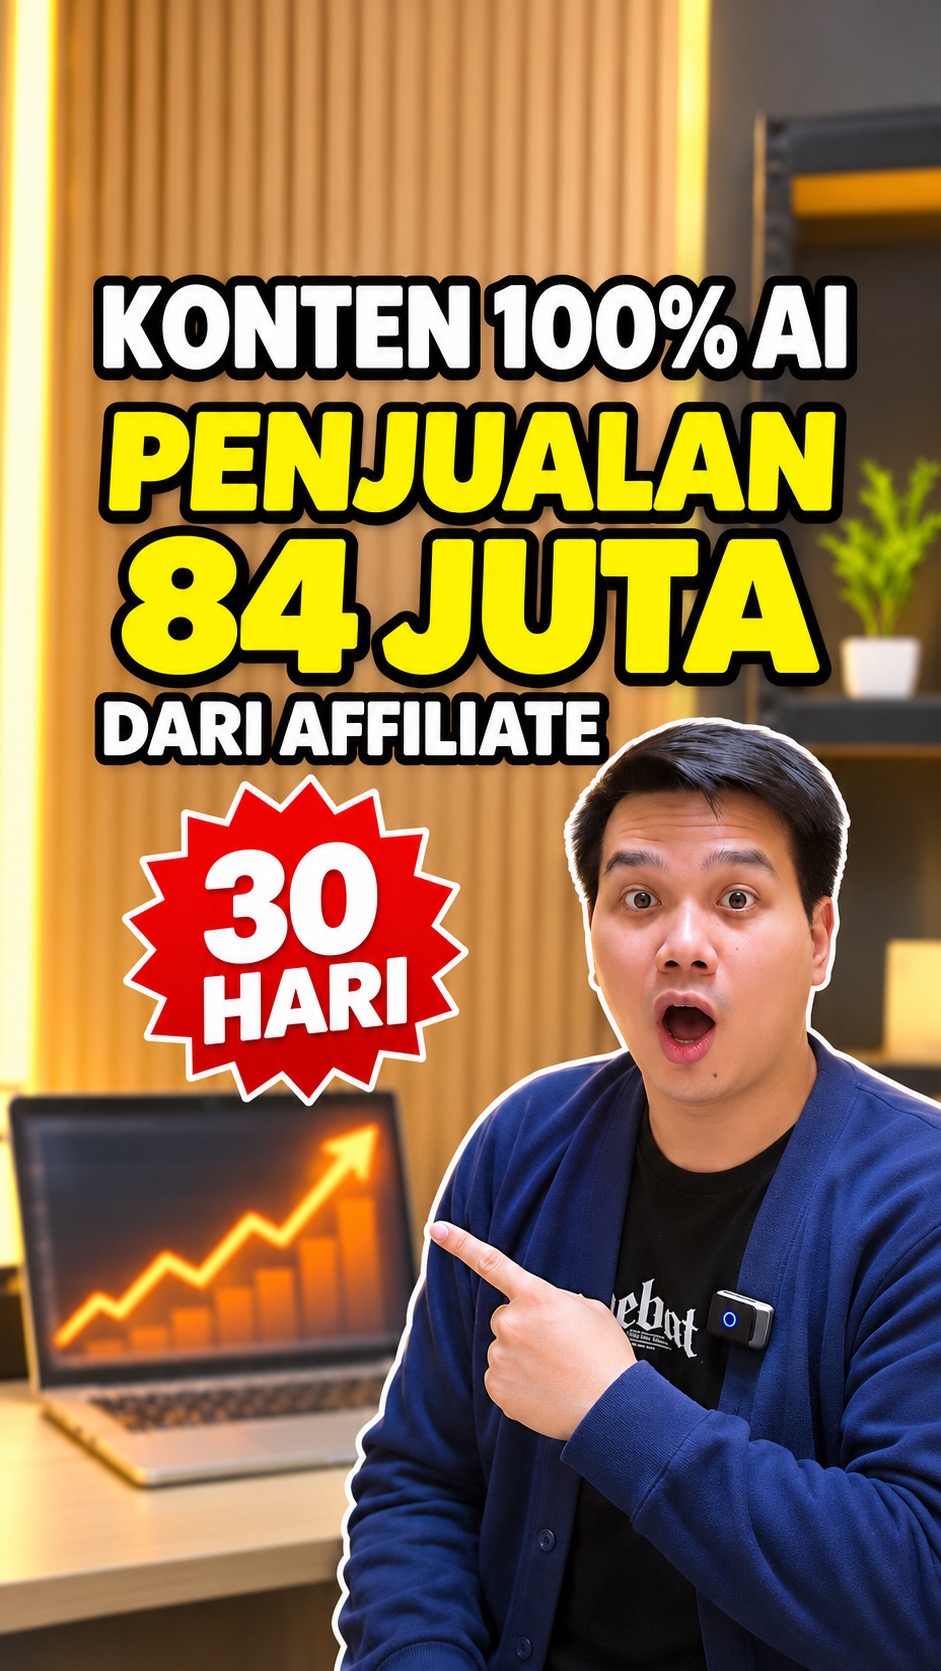 KONTEN 100% AI
PENJUALAN
84 JUTA
DARI AFFILIATE
30
HARI